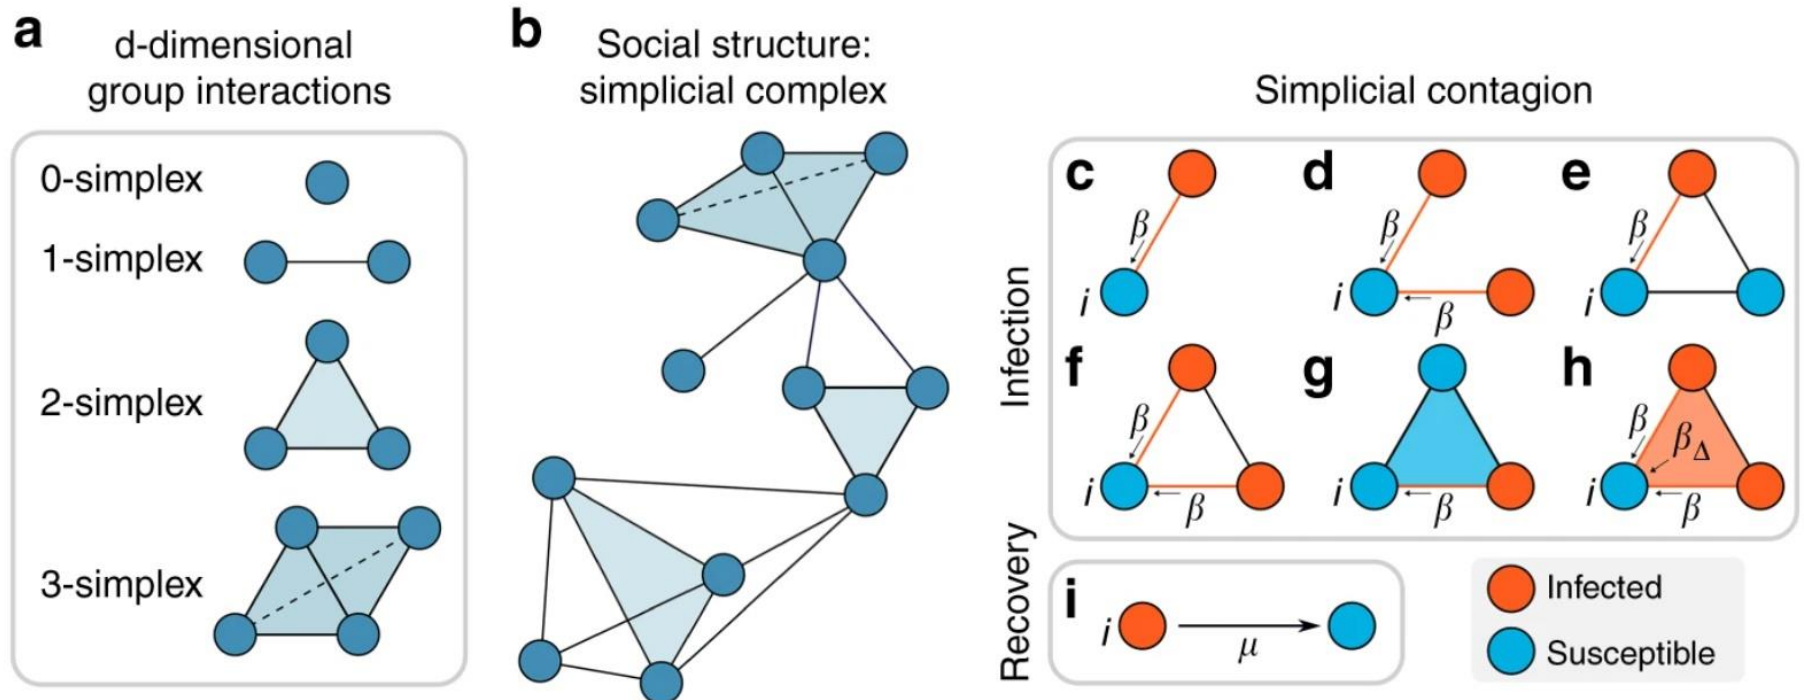 a
d-dimensional
group interactions
0-simplex
1-simplex
2-simplex
3-simplex
b
Social structure:
simplicial complex
Simplicial contagion
Infection
c
β
i
d
β
i
β
e
β
i
f
β
i
β
g
i
β
h
β
βΔ
i
β
Recovery
i
i
μ
Infected
Susceptible